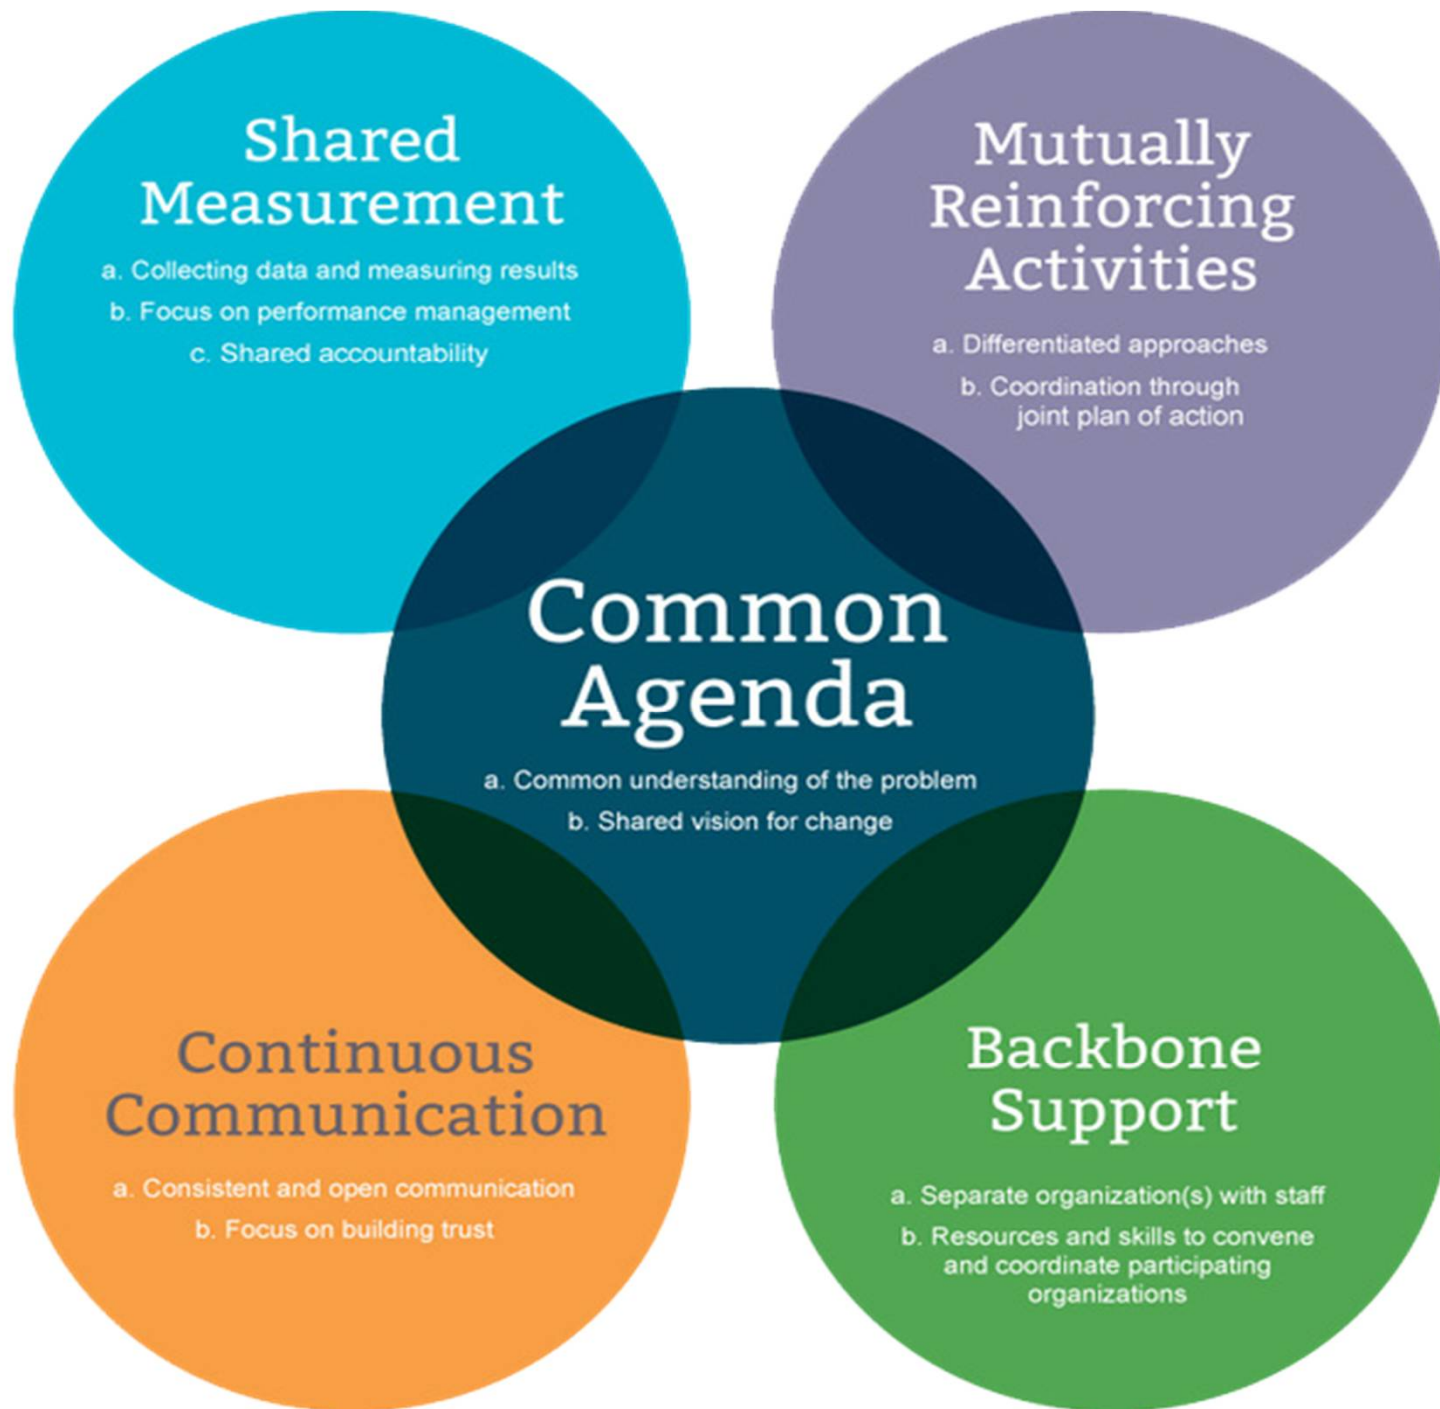 Shared
Measurement
a. Collecting data and measuring results
b. Focus on performance management
c. Shared accountability
Mutually
Reinforcing
Activities
a. Differentiated approaches
b. Coordination through
joint plan of action
Common
Agenda
a. Common understanding of the problem
b. Shared vision for change
Continuous
Communication
a. Consistent and open communication
b. Focus on building trust
Backbone
Support
a. Separate organization(s) with staff
b. Resources and skills to convene
and coordinate participating
organizations